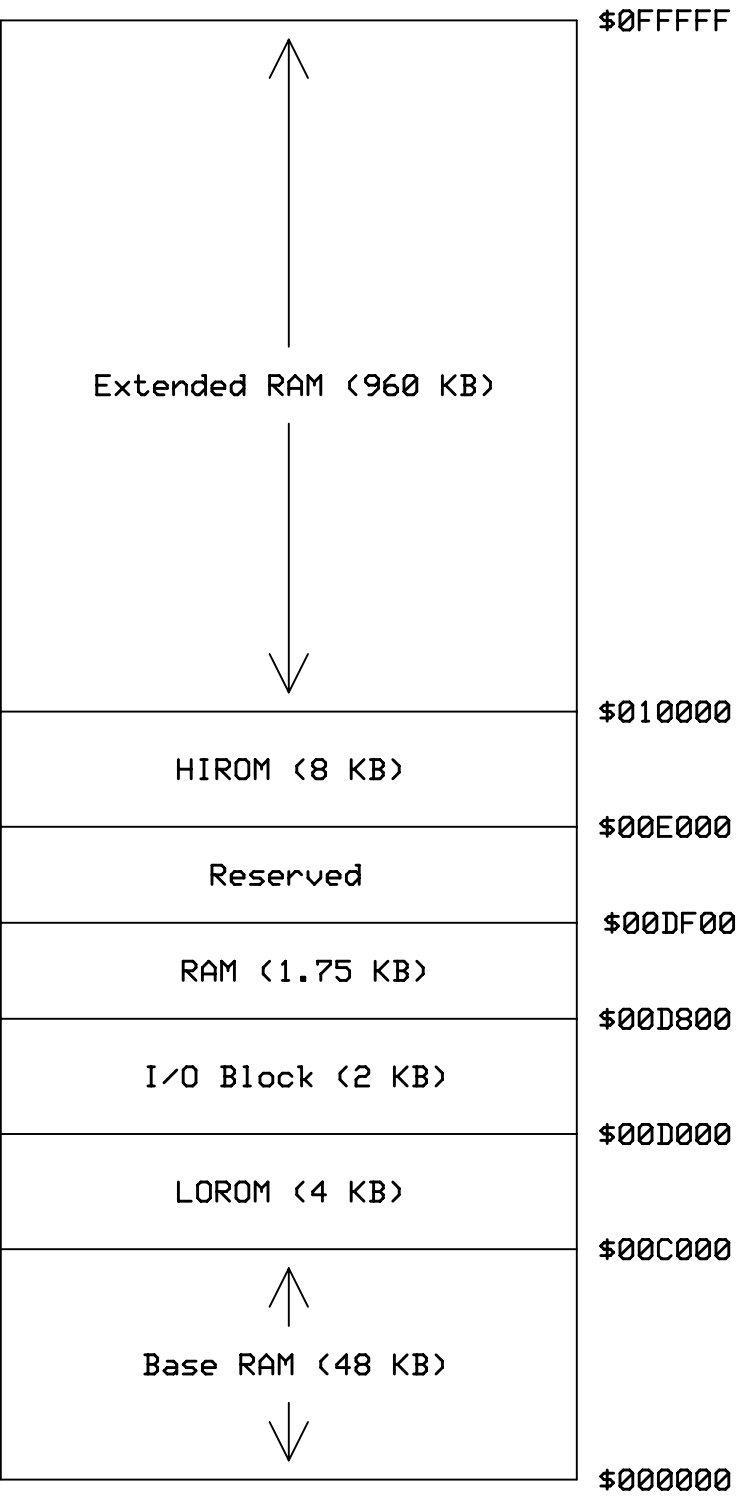 $0FFFFF
Extended RAM (960 KB)
$010000
HIROM (8 KB)
$00E000
Reserved
$00DF00
RAM (1.75 KB)
$00D800
I/O Block (2 KB)
$00D000
LOROM (4 KB)
$00C000
Base RAM (48 KB)
$000000